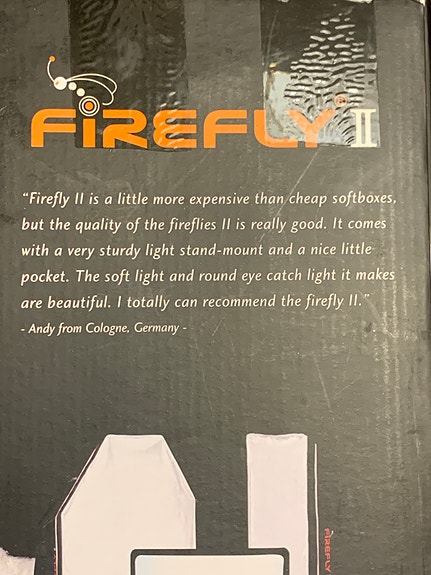 FIREFLY® II
“Firefly II is a little more expensive than cheap softboxes,
but the quality of the fireflies II is really good. It comes
with a very sturdy light stand-mount and a nice little
pocket. The soft light and round eye catch light it makes
are beautiful. I totally can recommend the firefly II.”
- Andy from Cologne, Germany -
FIREFLY